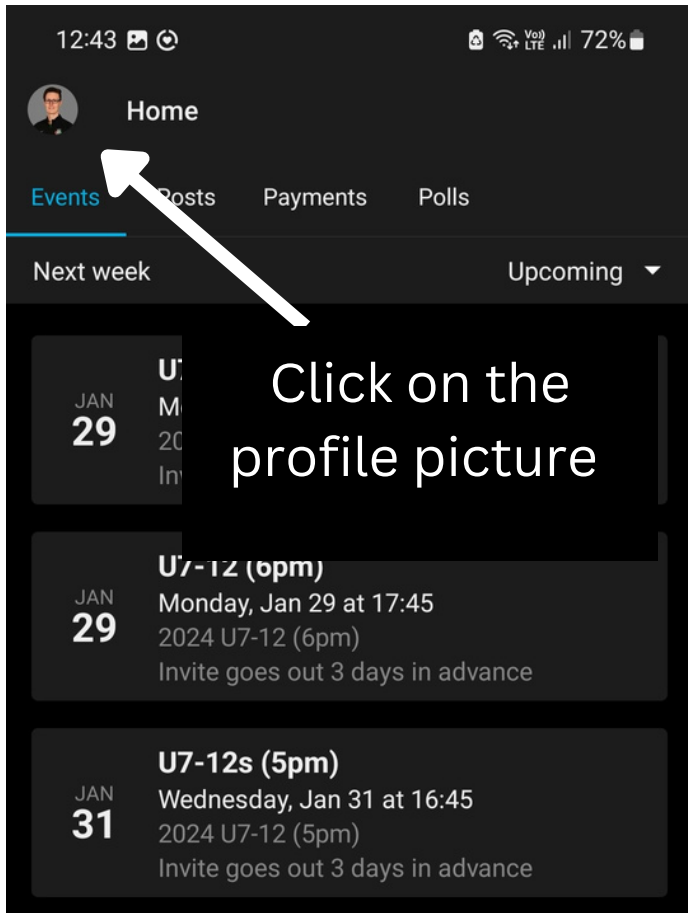 12:43 Vo)) LTE 72%
Home
Events Posts Payments Polls
Next week Upcoming
Click on the
profile picture
JAN
29
U7-12 (6pm)
Monday, Jan 29 at 17:45
2024 U7-12 (6pm)
Invite goes out 3 days in advance
JAN
29
U7-12s (5pm)
Wednesday, Jan 31 at 16:45
2024 U7-12 (5pm)
Invite goes out 3 days in advance
JAN
31